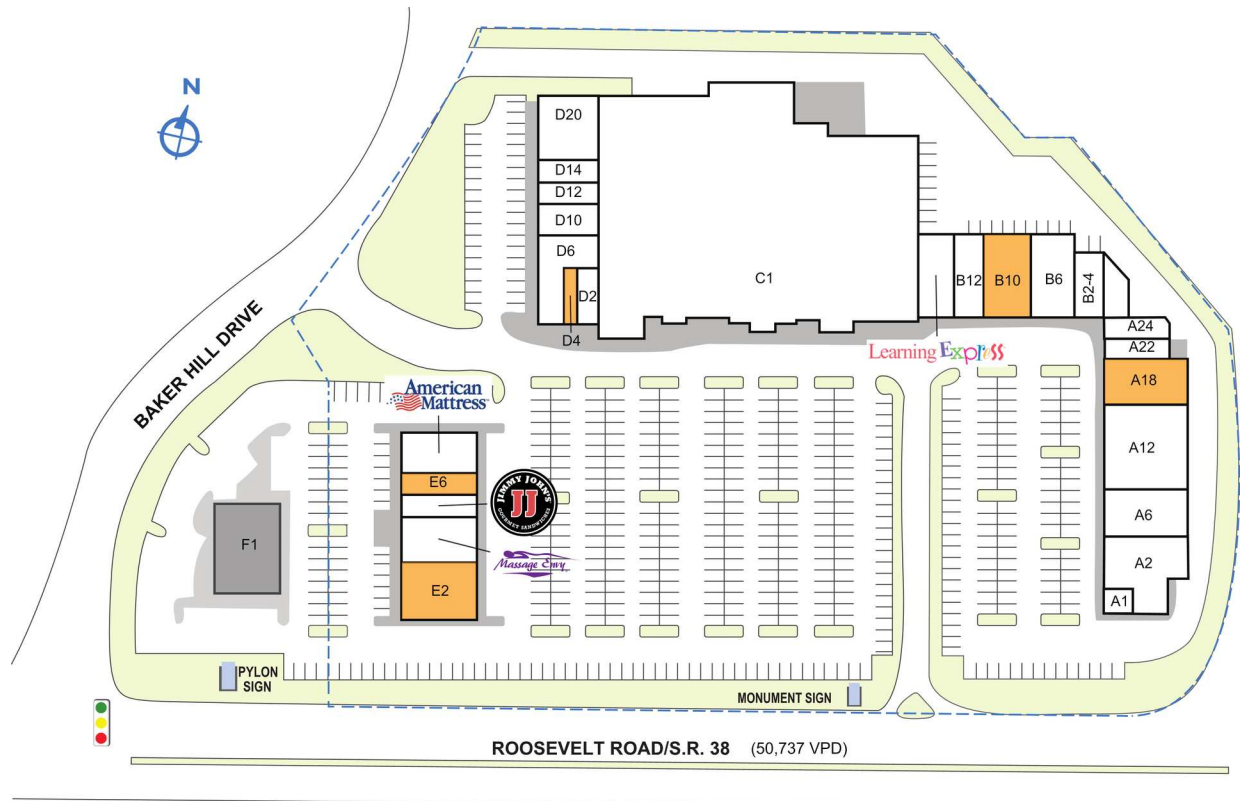 N
D20
D14
D12
D10
D6
D2
D4
C1
B12
B10
B6
B2-4
A24
A22
A18
A12
A6
A2
A1
Learning Express
BAKER HILL DRIVE
American
Mattress
E6
JIMMY JOHN'S
JJ
GOURMET SANDWICHES
Massage Envy
E2
F1
PYLON
SIGN
MONUMENT SIGN
ROOSEVELT ROAD/S.R. 38 (50,737 VPD)